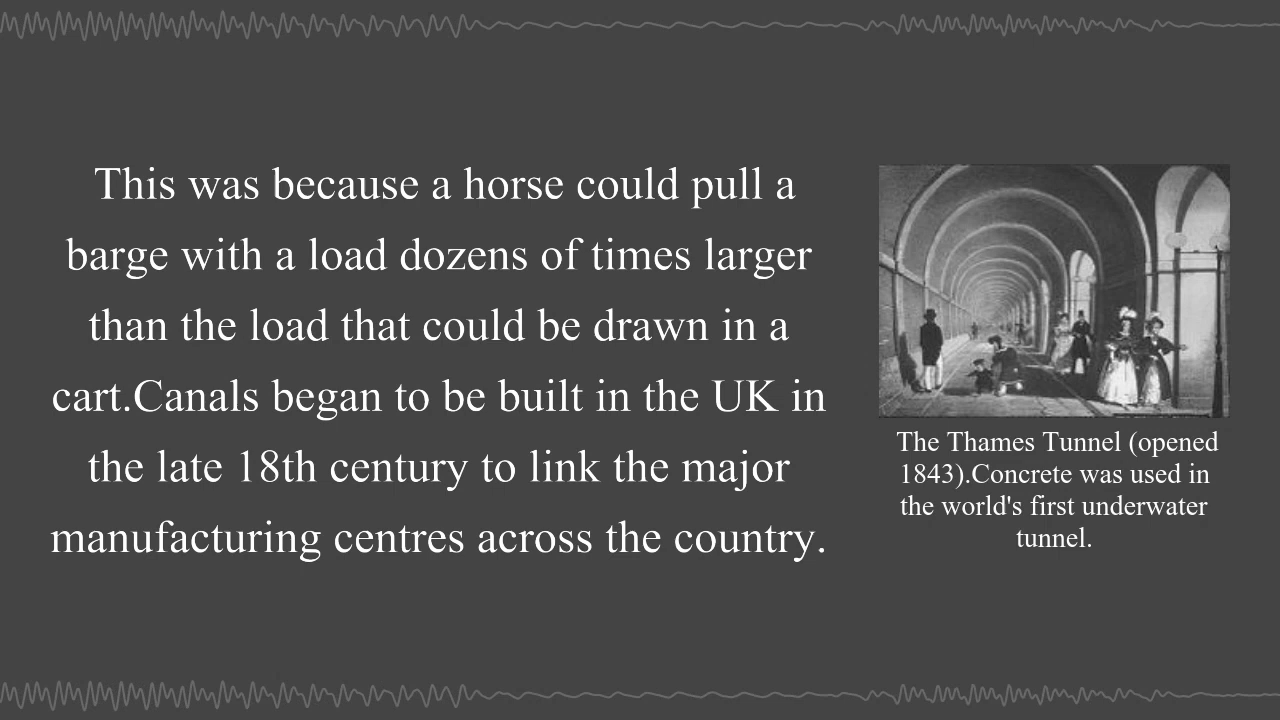 This was because a horse could pull a
barge with a load dozens of times larger
than the load that could be drawn in a
cart.Canals began to be built in the UK in
the late 18th century to link the major
manufacturing centres across the country.
The Thames Tunnel (opened
1843).Concrete was used in
the world's first underwater
tunnel.